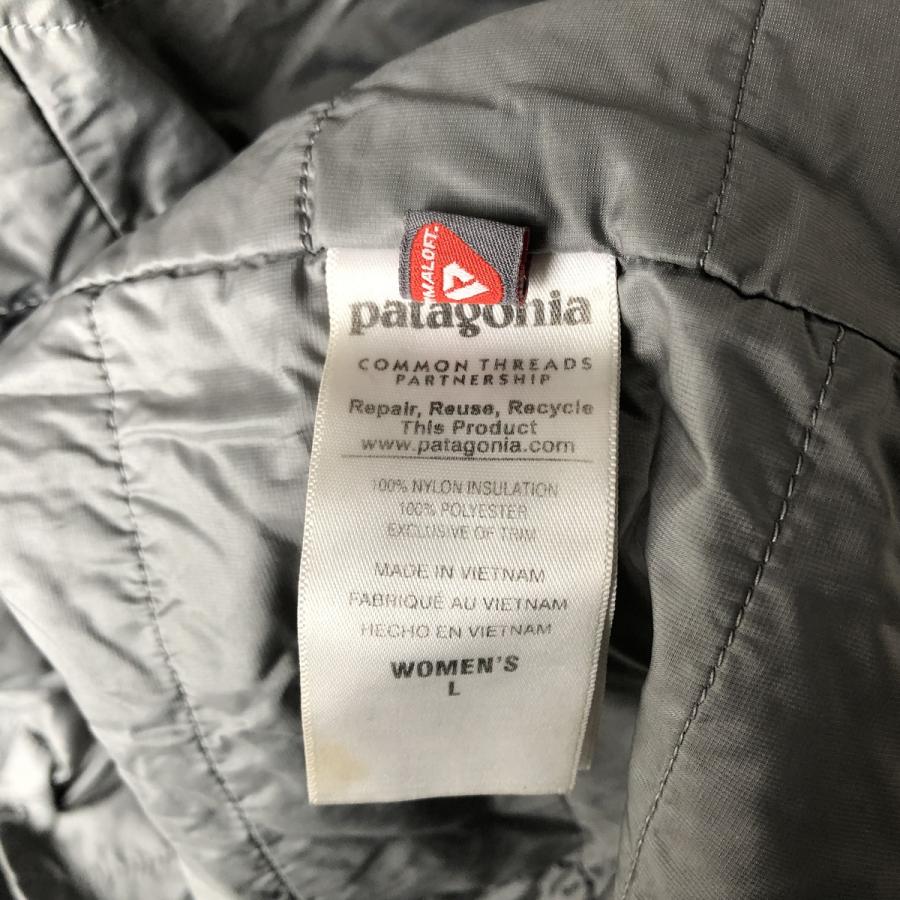 MALOFT.
patagonia
COMMON THREADS
PARTNERSHIP
Repair, Reuse, Recycle
This Product
www.patagonia.com
100% NYLON INSULATION
100% POLYESTER
EXCLUSIVE OF TRIM
MADE IN VIETNAM
FABRIQUÉ AU VIETNAM
HECHO EN VIETNAM
WOMEN'S
L